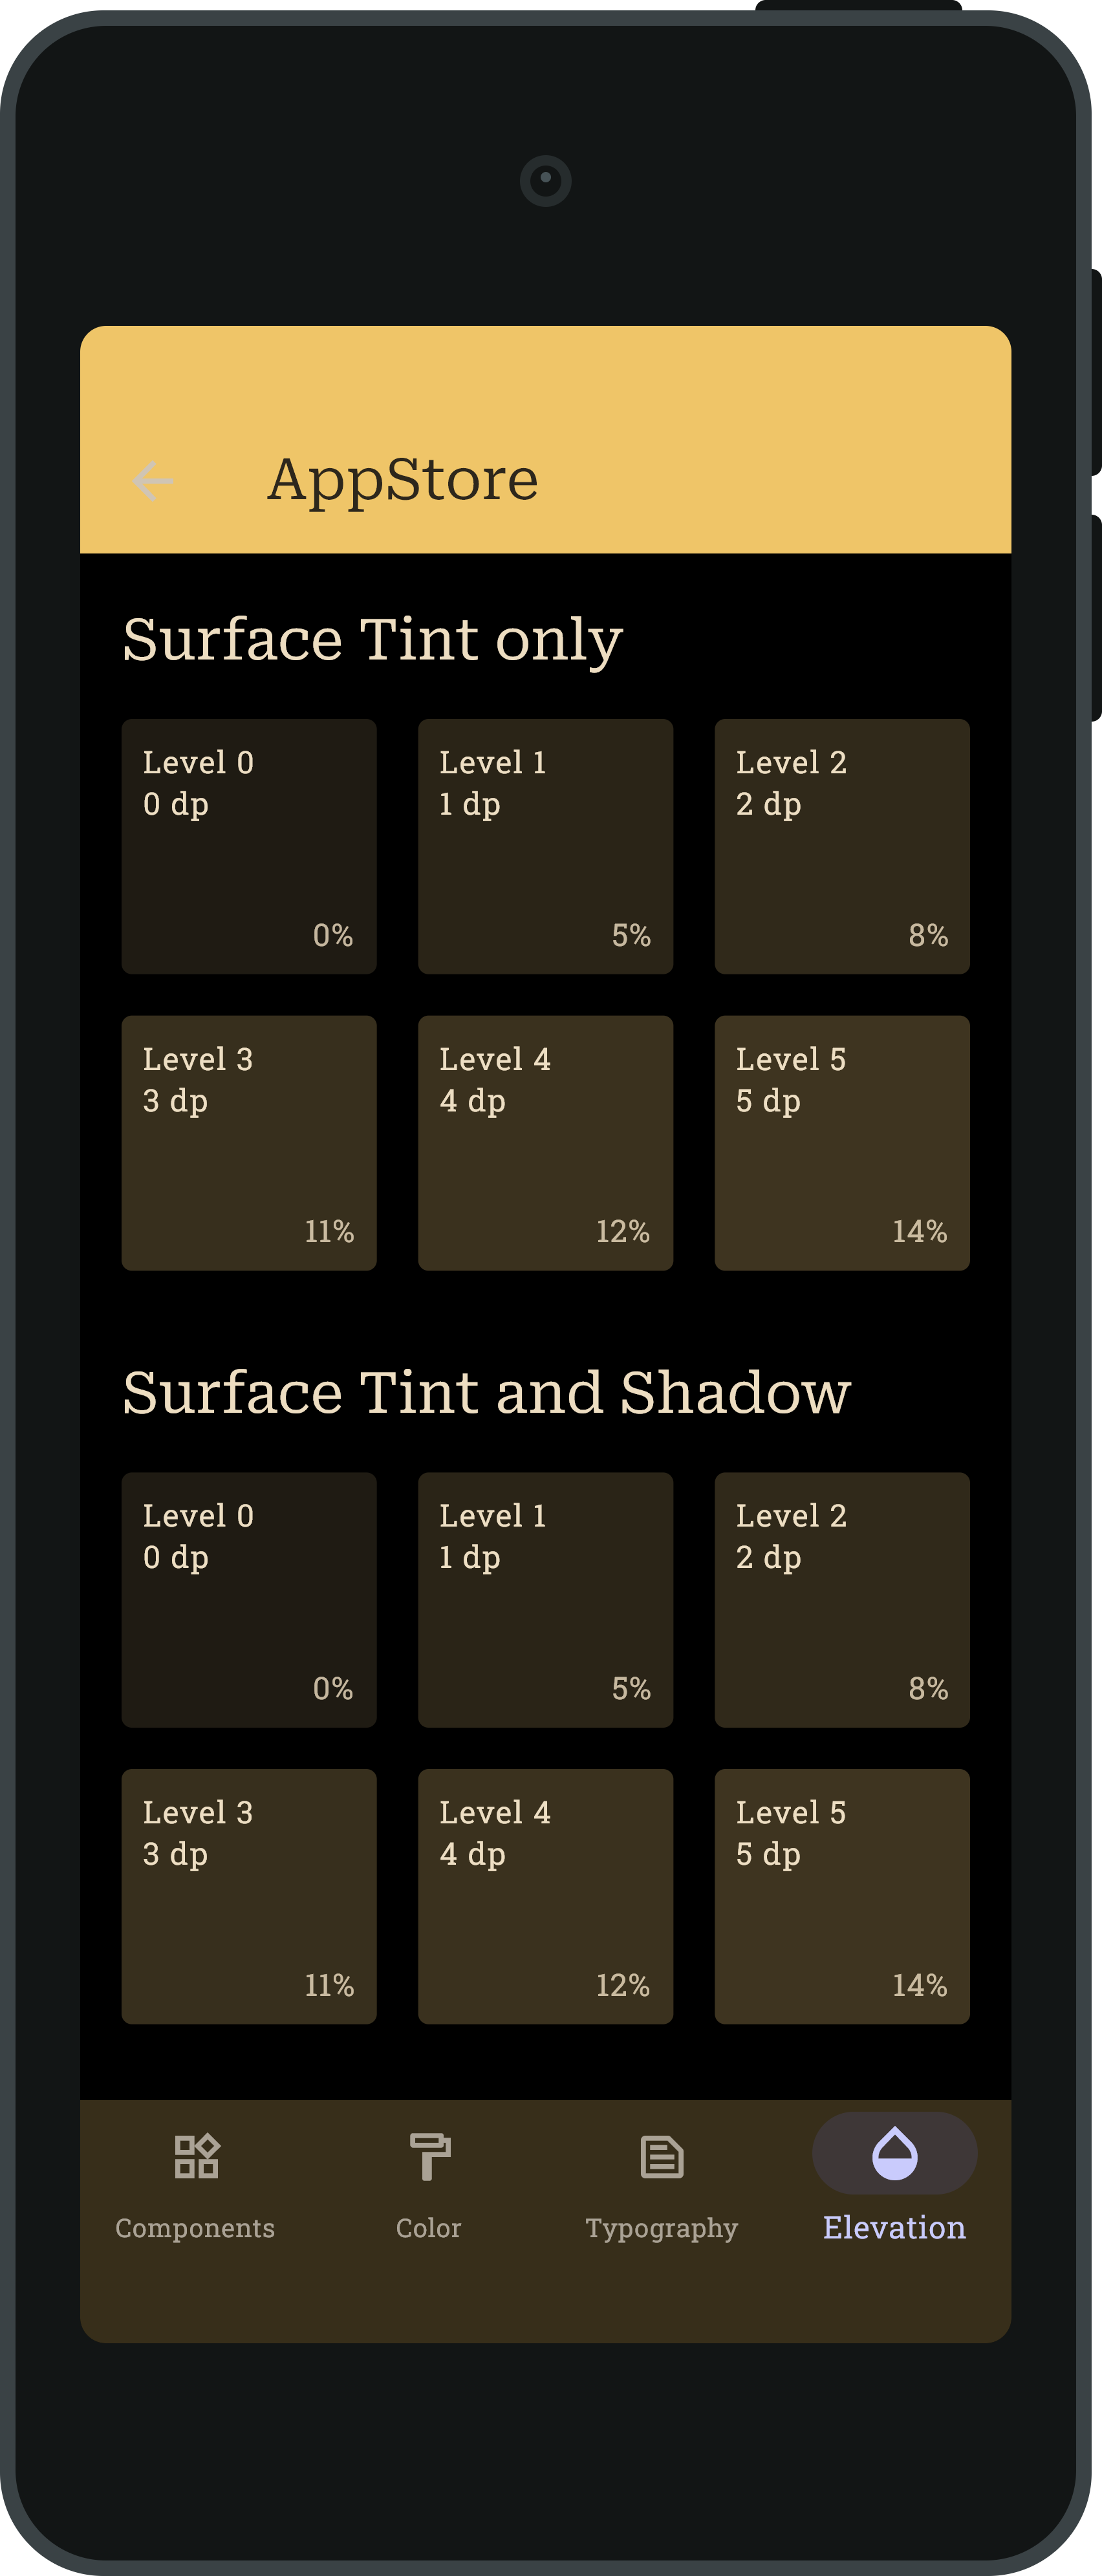 AppStore
Surface Tint only
Level 0
0 dp
0%
Level 1
1 dp
5%
Level 2
2 dp
8%
Level 3
3 dp
11%
Level 4
4 dp
12%
Level 5
5 dp
14%
Surface Tint and Shadow
Level 0
0 dp
0%
Level 1
1 dp
5%
Level 2
2 dp
8%
Level 3
3 dp
11%
Level 4
4 dp
12%
Level 5
5 dp
14%
Components
Color
Typography
Elevation